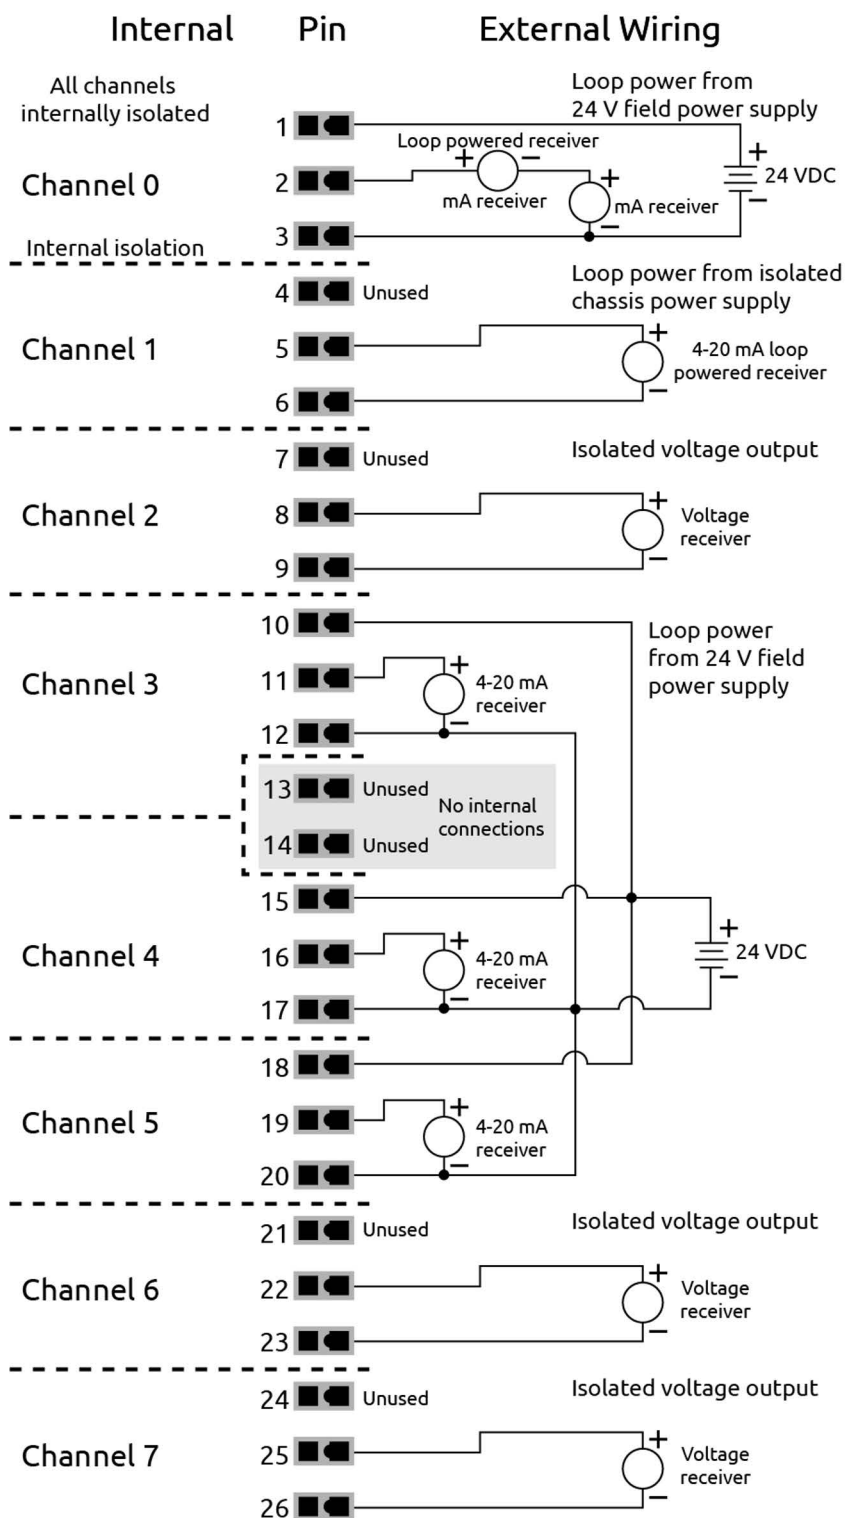 Internal Pin External Wiring
All channels
internally isolated
Loop power from
24 V field power supply
1
Loop powered receiver
+ −
+
Channel 0
2
mA receiver
+
mA receiver
24 VDC
−
−
3
Internal isolation
4 Unused
Loop power from isolated
chassis power supply
Channel 1
5
+
4-20 mA loop
powered receiver
−
6
7 Unused
Isolated voltage output
Channel 2
8
+
Voltage
receiver
−
9
10
Loop power
from 24 V field
power supply
Channel 3
11
+
4-20 mA
receiver
−
12
13 Unused
No internal
connections
14 Unused
15
+
24 VDC
−
Channel 4
16
+
4-20 mA
receiver
−
17
18
Channel 5
19
+
4-20 mA
receiver
−
20
21 Unused
Isolated voltage output
Channel 6
22
+
Voltage
receiver
−
23
24 Unused
Isolated voltage output
Channel 7
25
+
Voltage
receiver
−
26